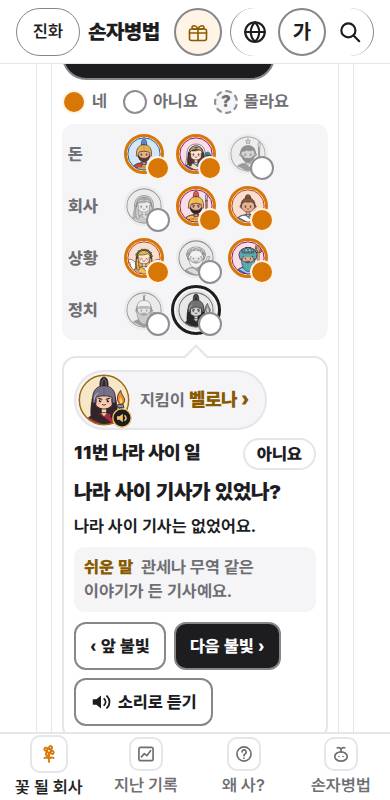 진화
손자병법
가
네
아니요
? 몰라요
돈
회사
상황
정치
지킴이 벨로나 ›
11번 나라 사이 일
아니요
나라 사이 기사가 있었나?
나라 사이 기사는 없었어요.
쉬운 말 관세나 무역 같은
이야기가 든 기사예요.
‹ 앞 불빛
다음 불빛 ›
소리로 듣기
꽃 될 회사
지난 기록
왜 사?
손자병법